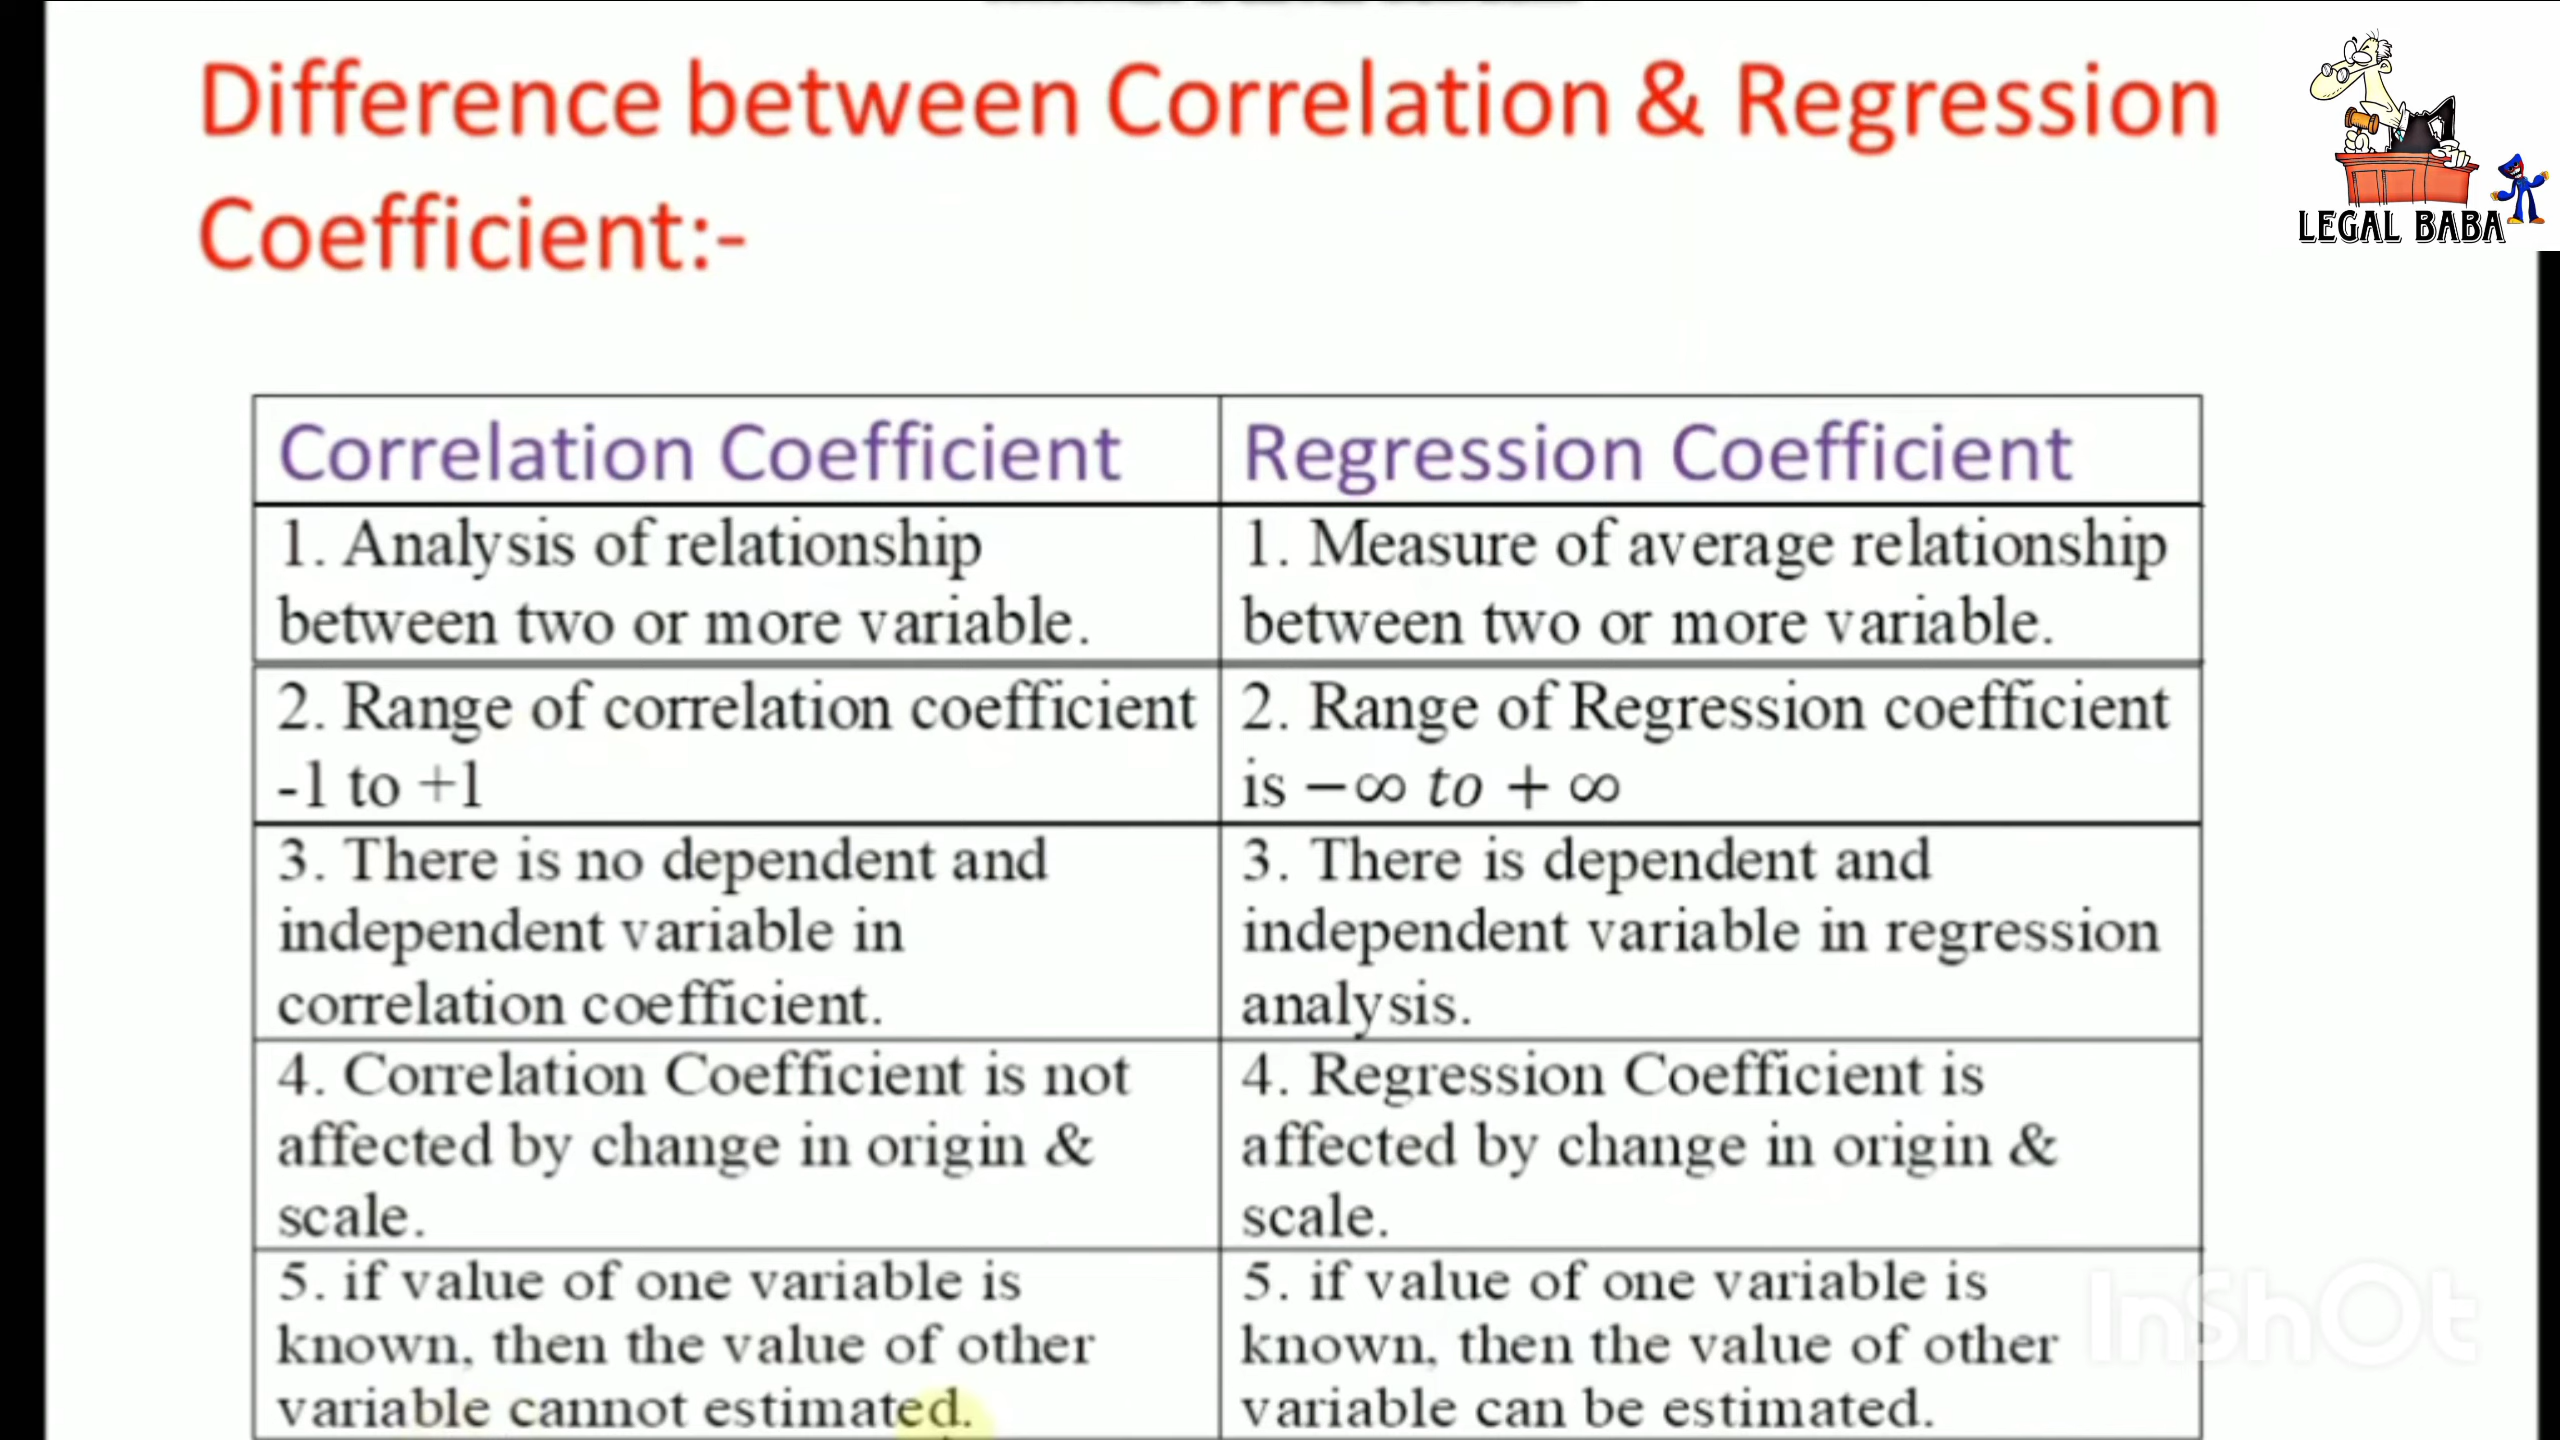 Difference between Correlation & Regression
Coefficient:-
LEGAL BABA
Correlation Coefficient
Regression Coefficient
1. Analysis of relationship
between two or more variable.
1. Measure of average relationship
between two or more variable.
2. Range of correlation coefficient
-1 to +1
2. Range of Regression coefficient
is −∞ to + ∞
3. There is no dependent and
independent variable in
correlation coefficient.
3. There is dependent and
independent variable in regression
analysis.
4. Correlation Coefficient is not
affected by change in origin &
scale.
4. Regression Coefficient is
affected by change in origin &
scale.
5. if value of one variable is
known, then the value of other
variable cannot estimated.
5. if value of one variable is
known, then the value of other
variable can be estimated.
InShOt